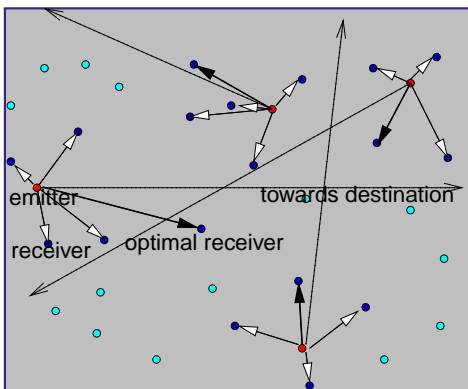 emitter
towards destination
receiver
optimal receiver